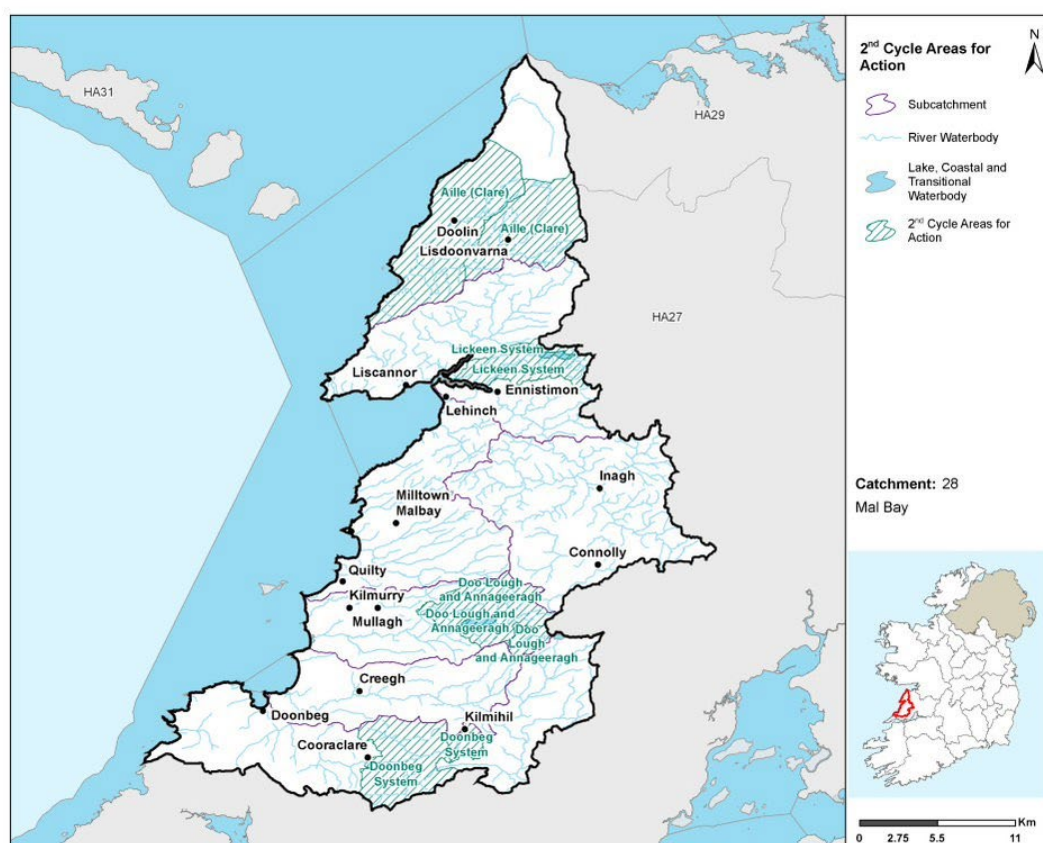 HA31
HA29
HA27
Aille (Clare)
Doolin
Aille (Clare)
Lisdoonvarna
Lickeen System
Lickeen System
Liscannor
Ennistimon
Lehinch
Inagh
Milltown
Malbay
Connolly
Quilty
Doo Lough and
Annageeragh
Kilmurry
Doo Lough and
Annageeragh
Mullagh
Doo
Lough
and Annageeragh
Creegh
Doonbeg
Kilmihil
Doonbeg
System
Cooraclare
Doonbeg
System
2nd Cycle Areas for
Action
N
Subcatchment
River Waterbody
Lake, Coastal and
Transitional
Waterbody
2nd Cycle Areas for
Action
Catchment: 28
Mal Bay
Km
0 2.75 5.5 11